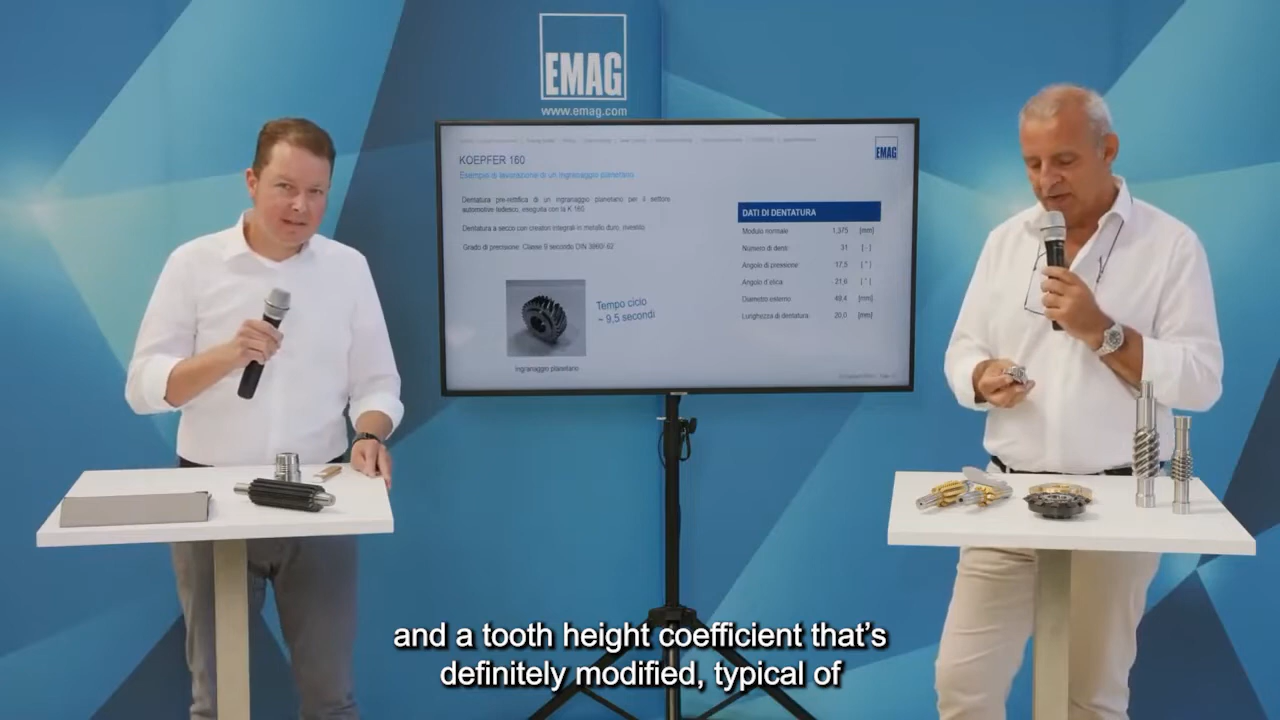 EMAG
www.emag.com
EMAG
KOEPFER 160
Esempio di lavorazione di un ingranaggio planetario
Dentatura pre-rettifica di un ingranaggio planetario per il settore
automotive tedesco, eseguita con la K 160
Dentatura a secco con creatori integrali in metallo duro, rivestito
Grado di precisione: Classe 9 secondo DIN 3960/-62
DATI DI DENTATURA
Modulo normale 1,375 [mm]
Numero di denti 31 [ - ]
Angolo di pressione 17,5 [ ° ]
Angolo d'elica 21,6 [ ° ]
Diametro esterno 48,4 [mm]
Lunghezza di dentatura 20,0 [mm]
Tempo ciclo
~ 9,5 secondi
Ingranaggio planetario
and a tooth height coefficient that's
definitely modified, typical of